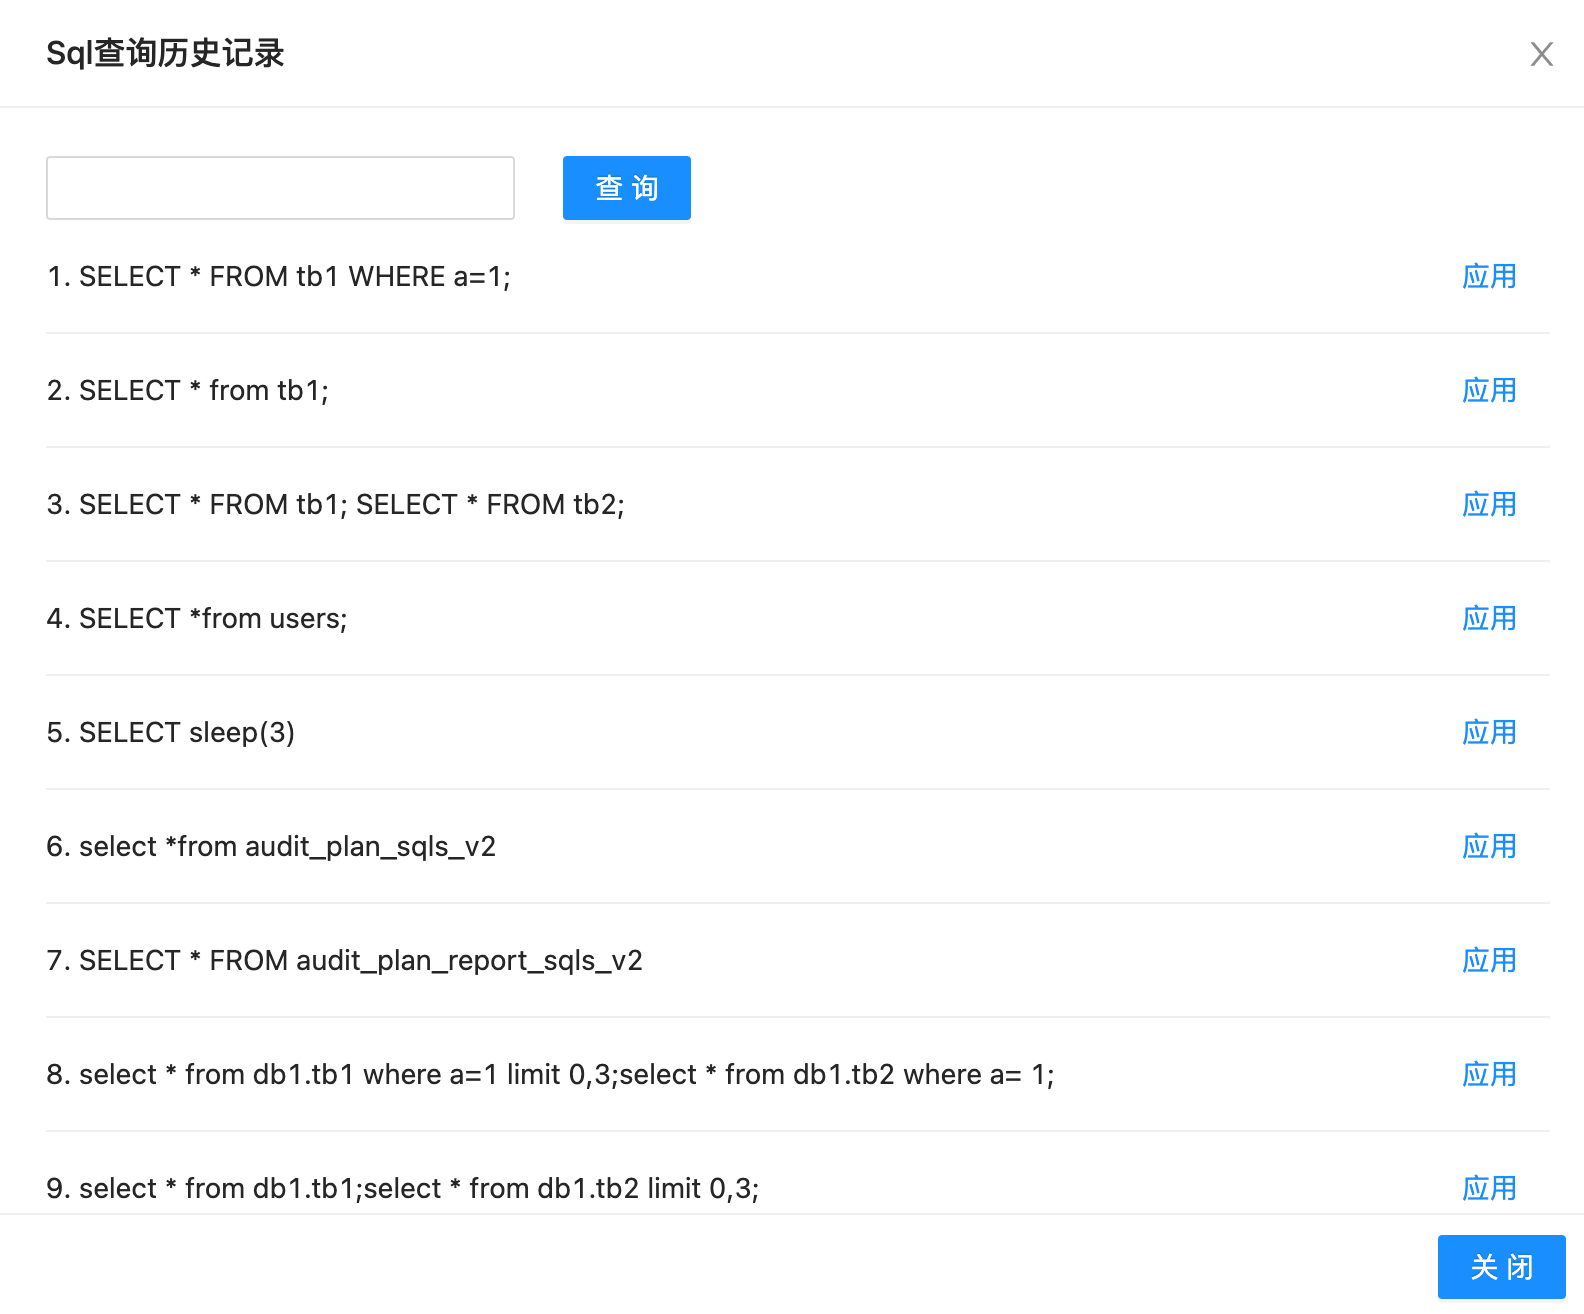 Sql查询历史记录
查 询
1. SELECT * FROM tb1 WHERE a=1; 应用
2. SELECT * from tb1; 应用
3. SELECT * FROM tb1; SELECT * FROM tb2; 应用
4. SELECT *from users; 应用
5. SELECT sleep(3) 应用
6. select *from audit_plan_sqls_v2 应用
7. SELECT * FROM audit_plan_report_sqls_v2 应用
8. select * from db1.tb1 where a=1 limit 0,3;select * from db1.tb2 where a= 1; 应用
9. select * from db1.tb1;select * from db1.tb2 limit 0,3; 应用
关 闭